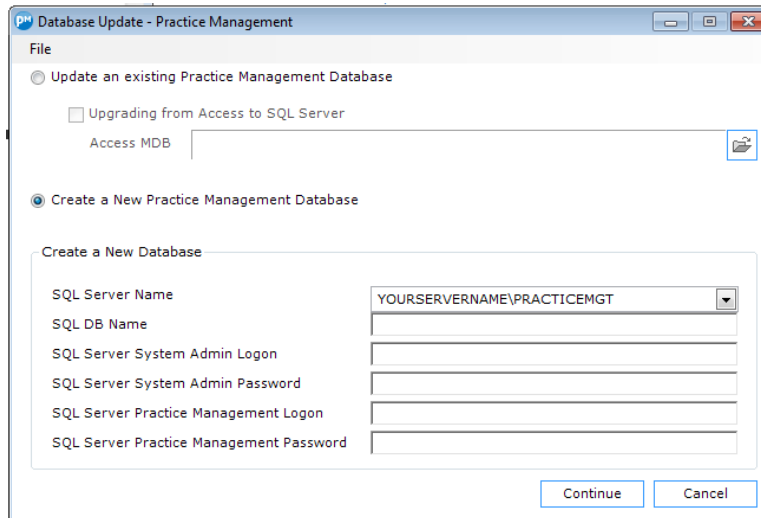 PM Database Update - Practice Management
File
Update an existing Practice Management Database
Upgrading from Access to SQL Server
Access MDB
Create a New Practice Management Database
Create a New Database
SQL Server Name YOURSERVERNAME\PRACTICEMGT
SQL DB Name
SQL Server System Admin Logon
SQL Server System Admin Password
SQL Server Practice Management Logon
SQL Server Practice Management Password
Continue Cancel